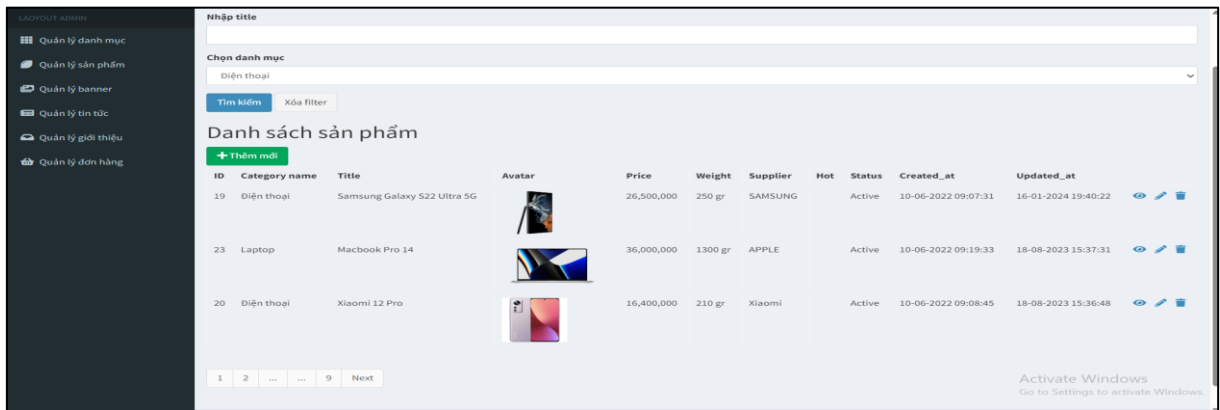 LAOYOUT ADMIN
Quản lý danh mục
Quản lý sản phẩm
Quản lý banner
Quản lý tin tức
Quản lý giới thiệu
Quản lý đơn hàng
Nhập title
Chọn danh mục
Điện thoại
Tìm kiếm Xóa filter
Danh sách sản phẩm
+ Thêm mới
ID Category name Title Avatar Price Weight Supplier Hot Status Created_at Updated_at
19 Điện thoại Samsung Galaxy S22 Ultra 5G 26,500,000 250 gr SAMSUNG Active 10-06-2022 09:07:31 16-01-2024 19:40:22
23 Laptop Macbook Pro 14 36,000,000 1300 gr APPLE Active 10-06-2022 09:19:33 18-08-2023 15:37:31
20 Điện thoại Xiaomi 12 Pro 16,400,000 210 gr Xiaomi Active 10-06-2022 09:08:45 18-08-2023 15:36:48
1 2 ... ... 9 Next
Activate Windows
Go to Settings to activate Windows.